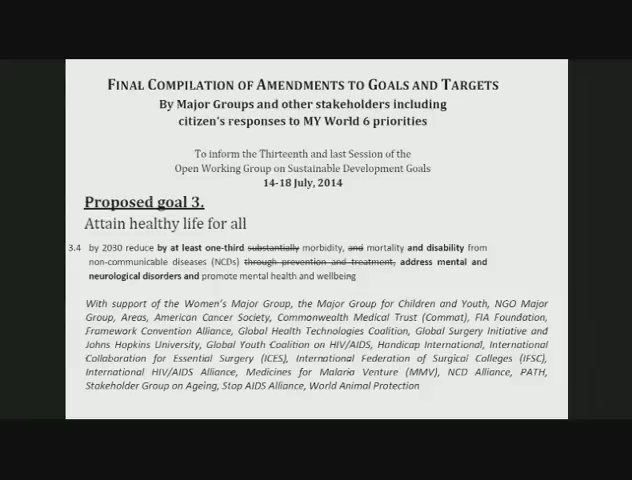 FINAL COMPILATION OF AMENDMENTS TO GOALS AND TARGETS
By Major Groups and other stakeholders including
citizen's responses to MY World 6 priorities
To inform the Thirteenth and last Session of the
Open Working Group on Sustainable Development Goals
14-18 July, 2014
Proposed goal 3.
Attain healthy life for all
3.4 by 2030 reduce by at least one-third substantially morbidity, and mortality and disability from
non-communicable diseases (NCDs) through prevention and treatment, address mental and
neurological disorders and promote mental health and wellbeing
With support of the Women's Major Group, the Major Group for Children and Youth, NGO Major
Group, Areas, American Cancer Society, Commonwealth Medical Trust (Commat), FIA Foundation,
Framework Convention Alliance, Global Health Technologies Coalition, Global Surgery Initiative and
Johns Hopkins University, Global Youth Coalition on HIV/AIDS, Handicap International, International
Collaboration for Essential Surgery (ICES), International Federation of Surgical Colleges (IFSC),
International HIV/AIDS Alliance, Medicines for Malaria Venture (MMV), NCD Alliance, PATH,
Stakeholder Group on Ageing, Stop AIDS Alliance, World Animal Protection